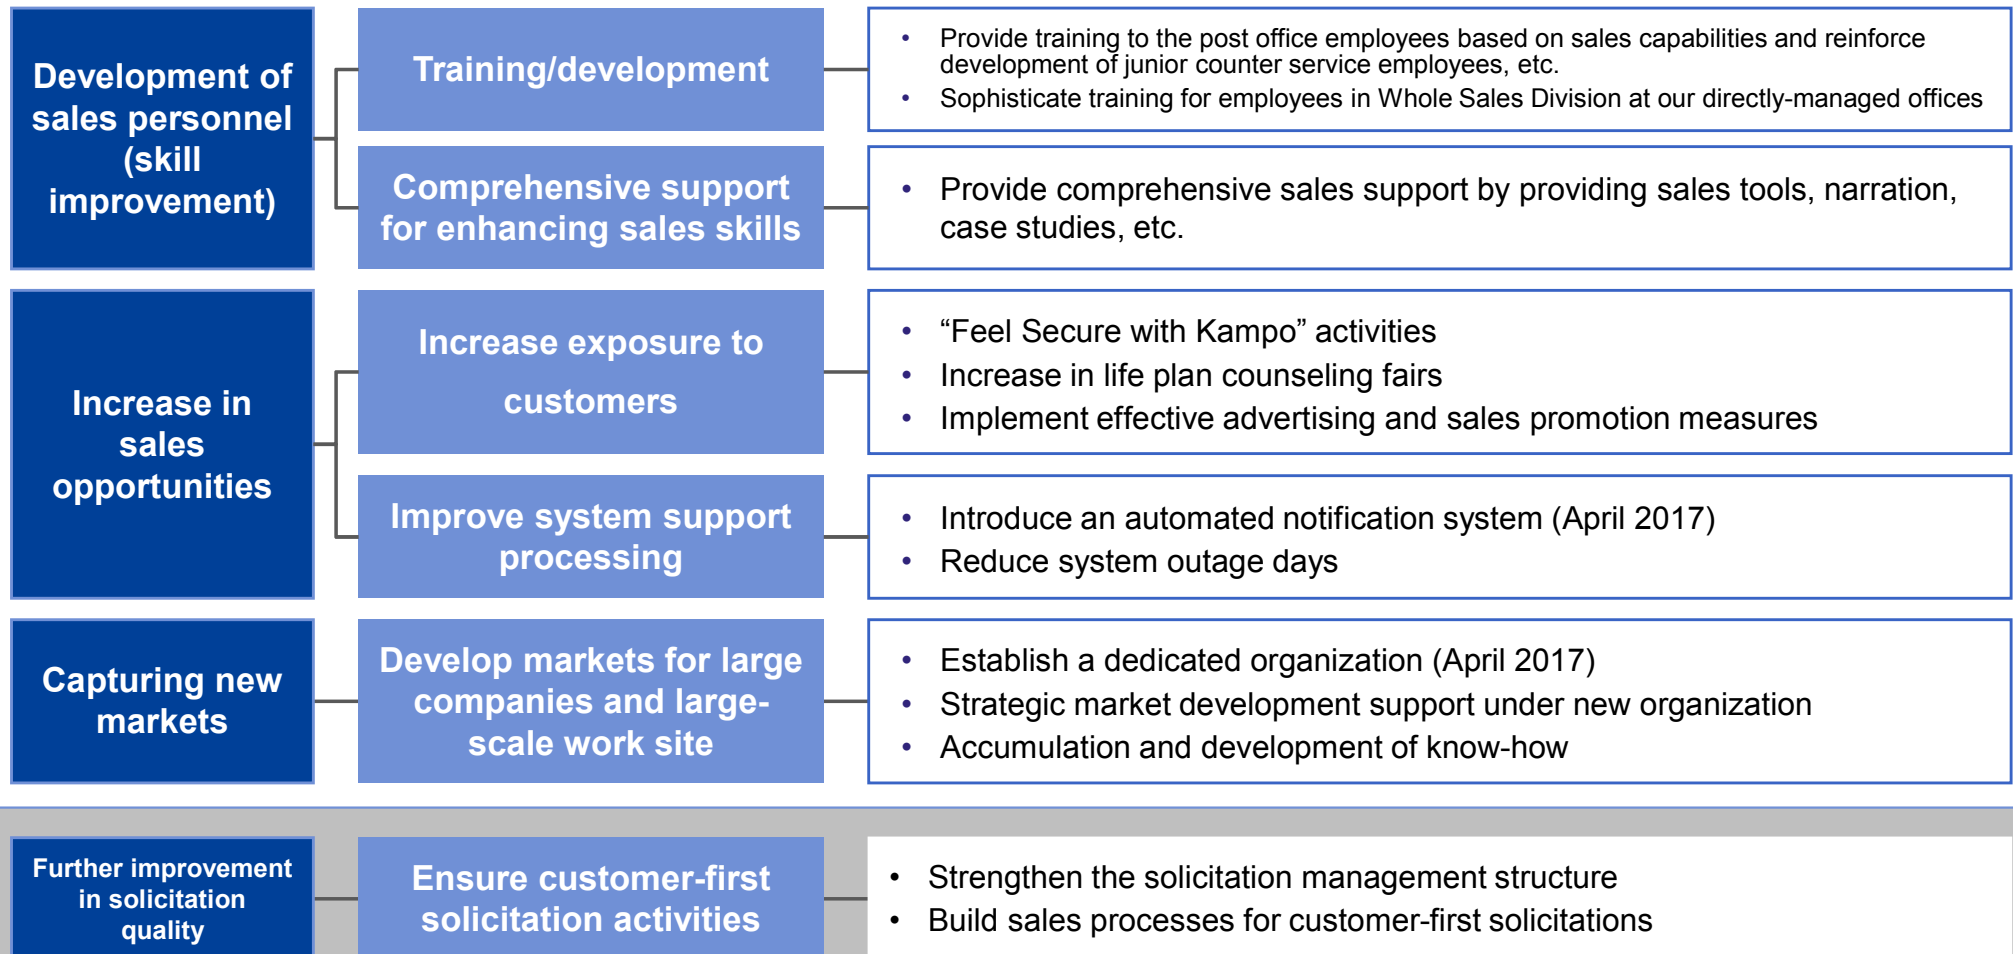 Development of
sales personnel
(skill
improvement)
Training/development
• Provide training to the post office employees based on sales capabilities and reinforce
development of junior counter service employees, etc.
• Sophisticate training for employees in Whole Sales Division at our directly-managed offices
Comprehensive support
for enhancing sales skills
• Provide comprehensive sales support by providing sales tools, narration,
case studies, etc.
Increase in
sales
opportunities
Increase exposure to
customers
• “Feel Secure with Kampo” activities
• Increase in life plan counseling fairs
• Implement effective advertising and sales promotion measures
Improve system support
processing
• Introduce an automated notification system (April 2017)
• Reduce system outage days
Capturing new
markets
Develop markets for large
companies and large-
scale work site
• Establish a dedicated organization (April 2017)
• Strategic market development support under new organization
• Accumulation and development of know-how
Further improvement
in solicitation
quality
Ensure customer-first
solicitation activities
• Strengthen the solicitation management structure
• Build sales processes for customer-first solicitations